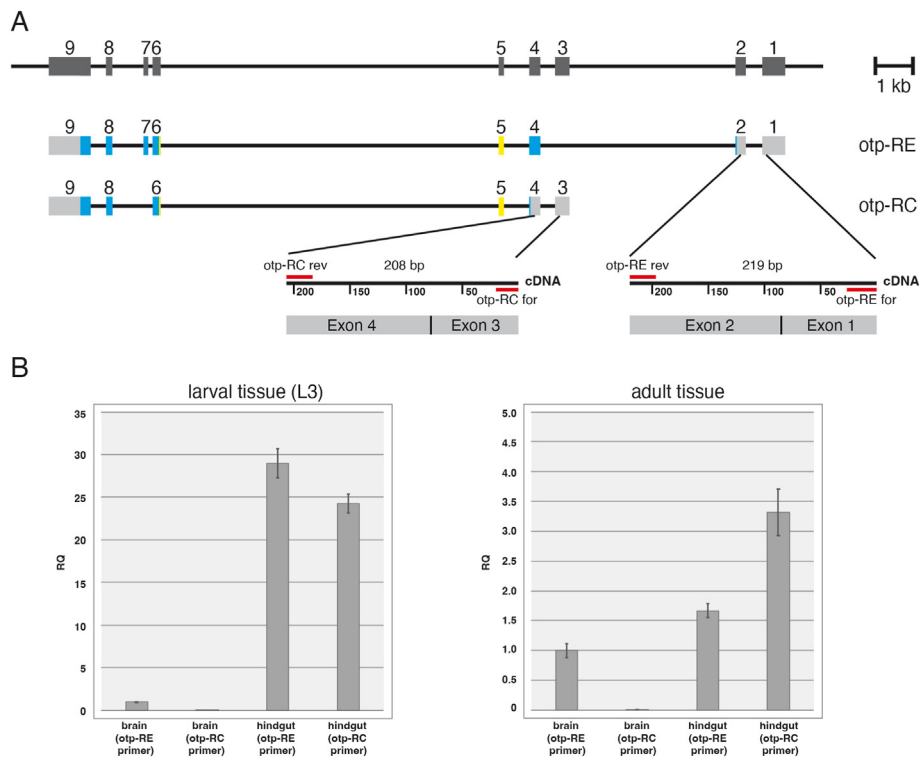 A
9 8 7 6 5 4 3 2 1
1 kb
9 8 7 6 5 4 2 1 otp-RE
9 8 6 5 4 3 otp-RC
otp-RC rev 208 bp
cDNA
200 150 100 50
otp-RC for
Exon 4 Exon 3
otp-RE rev 219 bp
cDNA
200 150 100 50
otp-RE for
Exon 2 Exon 1
B
larval tissue (L3)
35
30
25
20
15
10
5
0
RQ
brain (otp-RE primer)
brain (otp-RC primer)
hindgut (otp-RE primer)
hindgut (otp-RC primer)
adult tissue
5.0
4.5
4.0
3.5
3.0
2.5
2.0
1.5
1.0
0.5
0
RQ
brain (otp-RE primer)
brain (otp-RC primer)
hindgut (otp-RE primer)
hindgut (otp-RC primer)